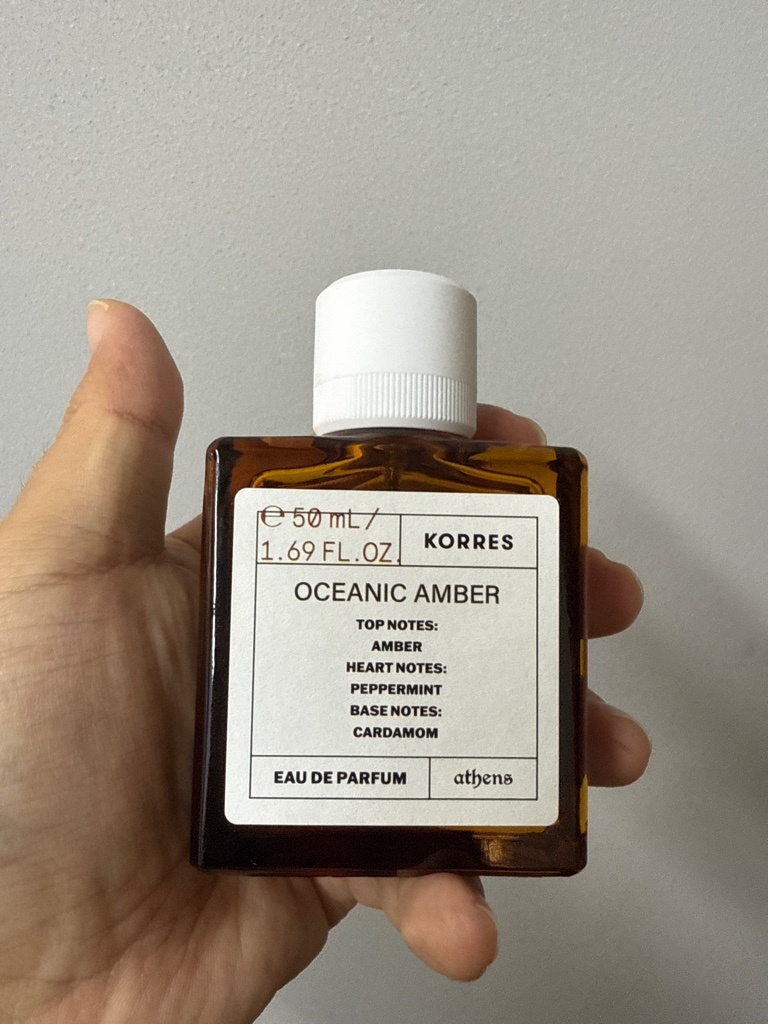 ℮ 50 mL /
1.69 FL.OZ.
KORRES
OCEANIC AMBER
TOP NOTES:
AMBER
HEART NOTES:
PEPPERMINT
BASE NOTES:
CARDAMOM
EAU DE PARFUM
athens